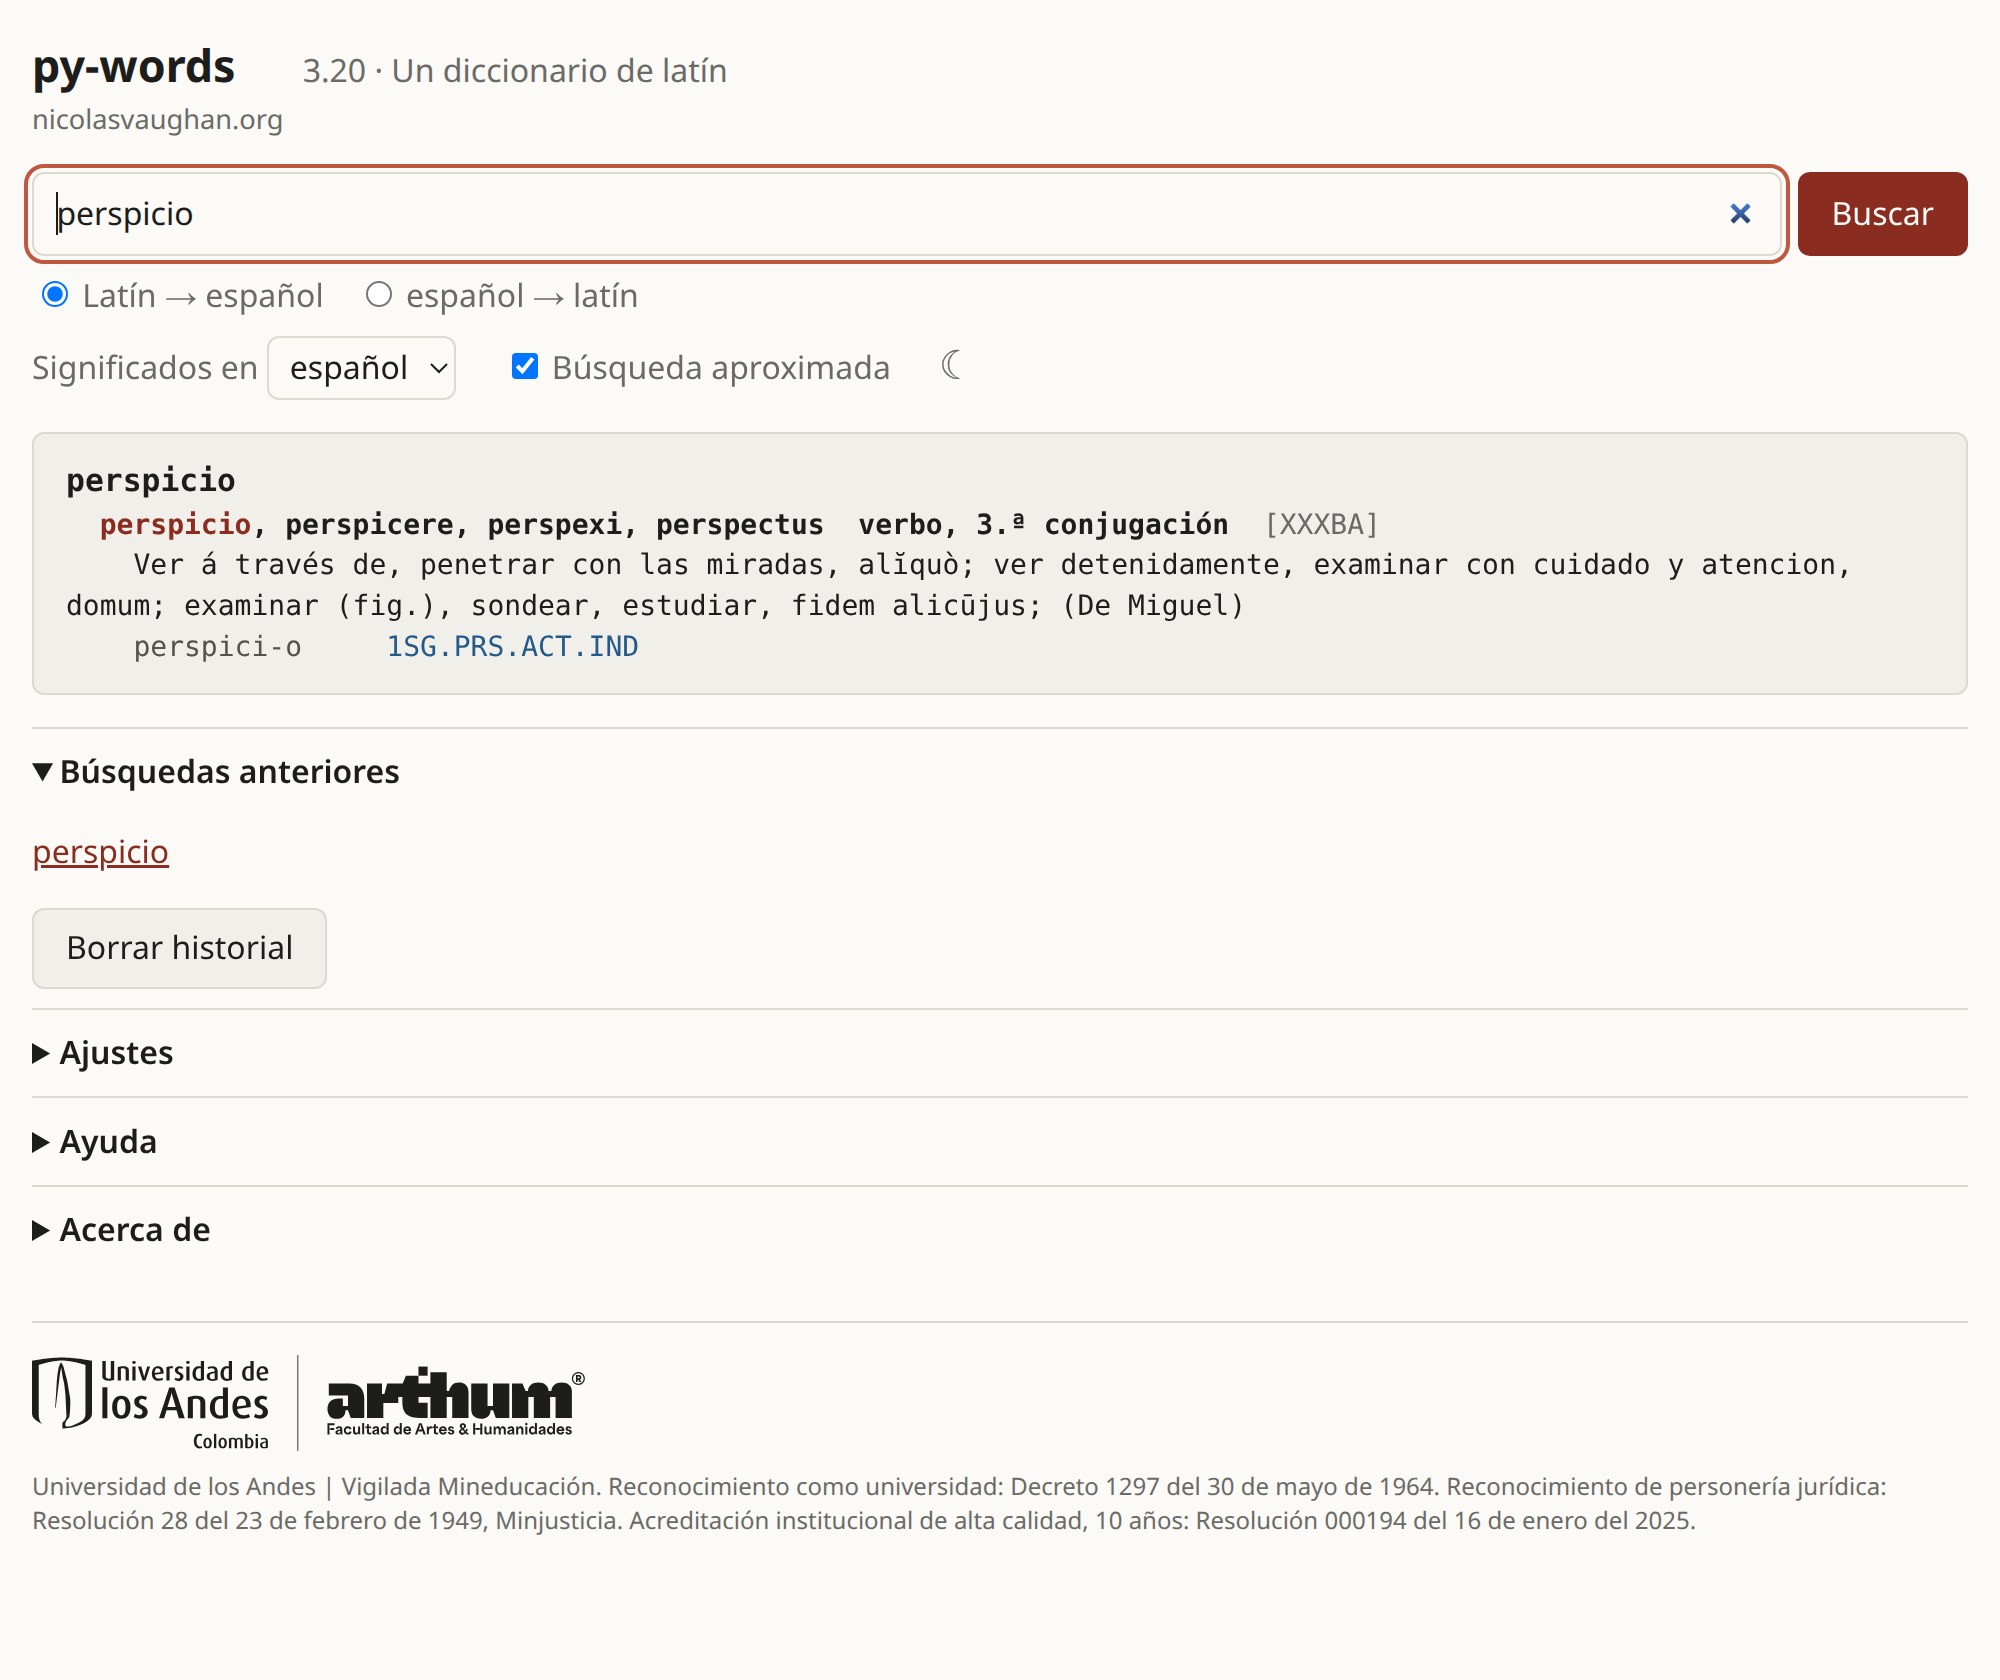 py-words 3.20 · Un diccionario de latín
nicolasvaughan.org
perspicio
Buscar
Latín → español español → latín
Significados en español Búsqueda aproximada
perspicio
perspicio, perspicere, perspexi, perspectus verbo, 3.ª conjugación [XXXBA]
Ver á través de, penetrar con las miradas, alĭquò; ver detenidamente, examinar con cuidado y atencion,
domum; examinar (fig.), sondear, estudiar, fidem alicūjus; (De Miguel)
perspici-o 1SG.PRS.ACT.IND
Búsquedas anteriores
perspicio
Borrar historial
Ajustes
Ayuda
Acerca de
Universidad de
los Andes
Colombia
arthum®
Facultad de Artes & Humanidades
Universidad de los Andes | Vigilada Mineducación. Reconocimiento como universidad: Decreto 1297 del 30 de mayo de 1964. Reconocimiento de personería jurídica:
Resolución 28 del 23 de febrero de 1949, Minjusticia. Acreditación institucional de alta calidad, 10 años: Resolución 000194 del 16 de enero del 2025.